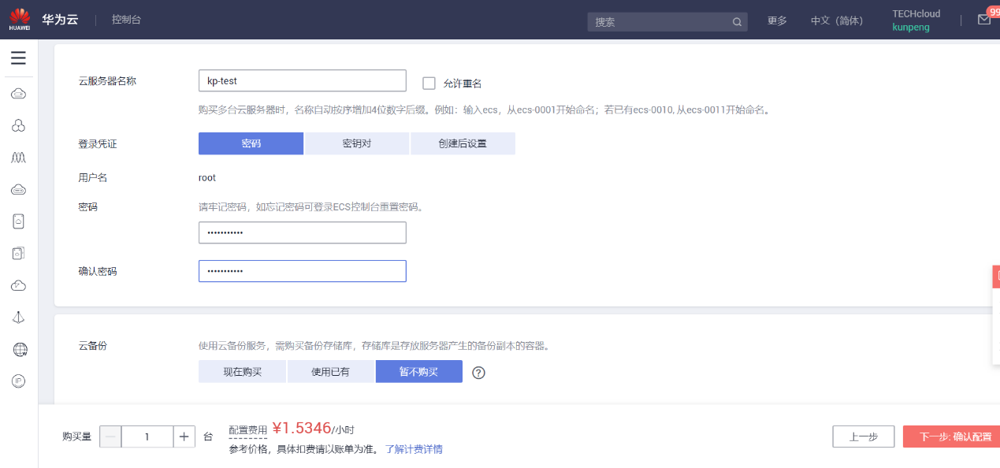 HUAWEI 华为云 控制台 搜索 更多 中文（简体） TECHcloud 99
kunpeng
云服务器名称 kp-test 允许重名
购买多台云服务器时，名称自动按序增加4位数字后缀。例如：输入ecs，从ecs-0001开始命名；若已有ecs-0010, 从ecs-0011开始命名。
登录凭证 密码 密钥对 创建后设置
用户名 root
密码 请牢记密码，如忘记密码可登录ECS控制台重置密码。
•••••••••••
确认密码 •••••••••••
云备份 使用云备份服务，需购买备份存储库，存储库是存放服务器产生的备份副本的容器。
现在购买 使用已有 暂不购买 ?
购买量 — 1 + 台 配置费用 ¥1.5346/小时 上一步 下一步: 确认配置
参考价格，具体扣费请以账单为准。 了解计费详情
W
IP